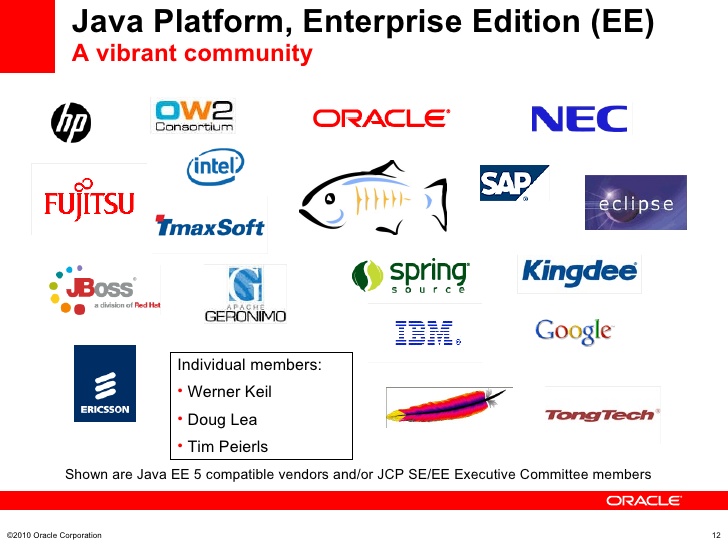 Java Platform, Enterprise Edition (EE)
A vibrant community
hp
OW2
Consortium
ORACLE®
NEC
intel®
FUJITSU
TmaxSoft
SAP®
eclipse
JBoss®
a division of Red Hat
APACHE
GERONIMO
spring®
source
Kingdee®
IBM®
Google™
ERICSSON
Individual members:
• Werner Keil
• Doug Lea
• Tim Peierls
TongTech®
Shown are Java EE 5 compatible vendors and/or JCP SE/EE Executive Committee members
ORACLE®
©2010 Oracle Corporation
12